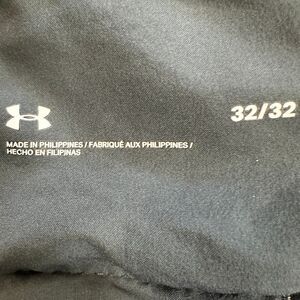 32/32
MADE IN PHILIPPINES / FABRIQUÉ AUX PHILIPPINES /
HECHO EN FILIPINAS